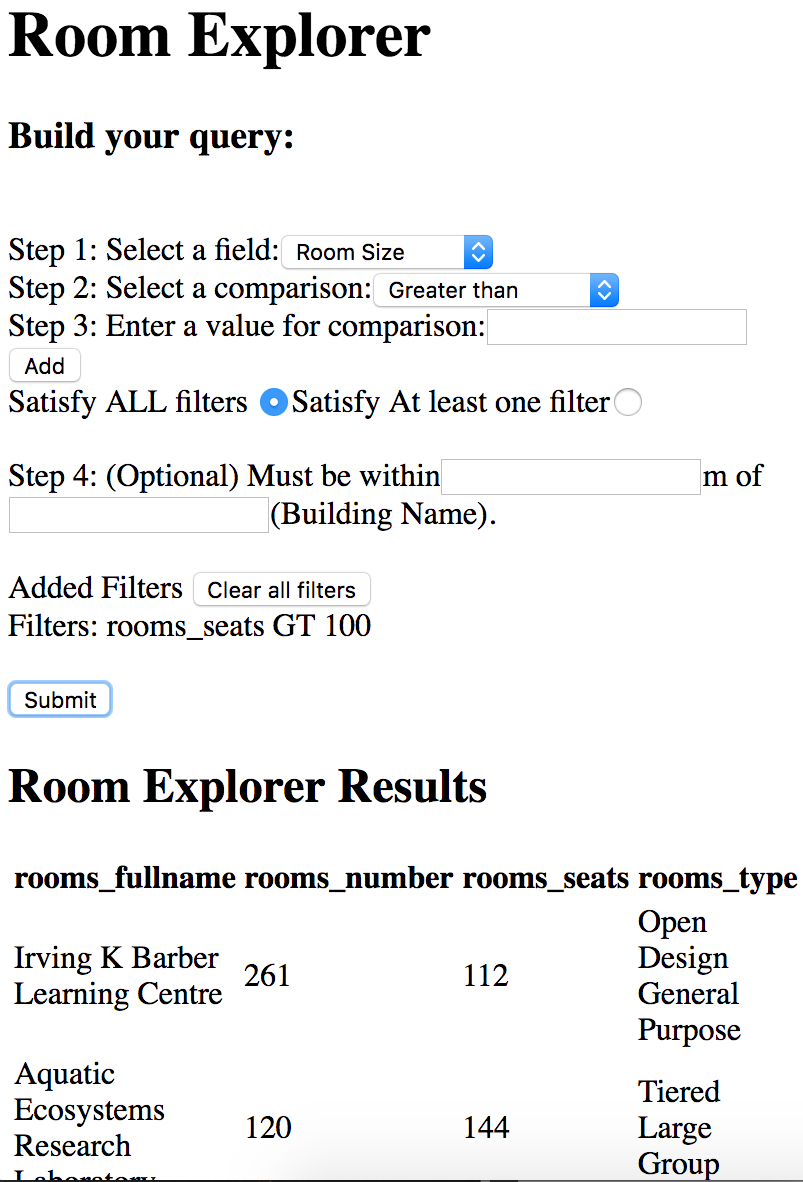 Room Explorer
Build your query:
Step 1: Select a field: Room Size
Step 2: Select a comparison: Greater than
Step 3: Enter a value for comparison:
Add
Satisfy ALL filters Satisfy At least one filter
Step 4: (Optional) Must be within m of
(Building Name).
Added Filters Clear all filters
Filters: rooms_seats GT 100
Submit
Room Explorer Results
rooms_fullname rooms_number rooms_seats rooms_type
Irving K Barber
Learning Centre
261
112
Open
Design
General
Purpose
Aquatic
Ecosystems
Research
Laboratory
120
144
Tiered
Large
Group